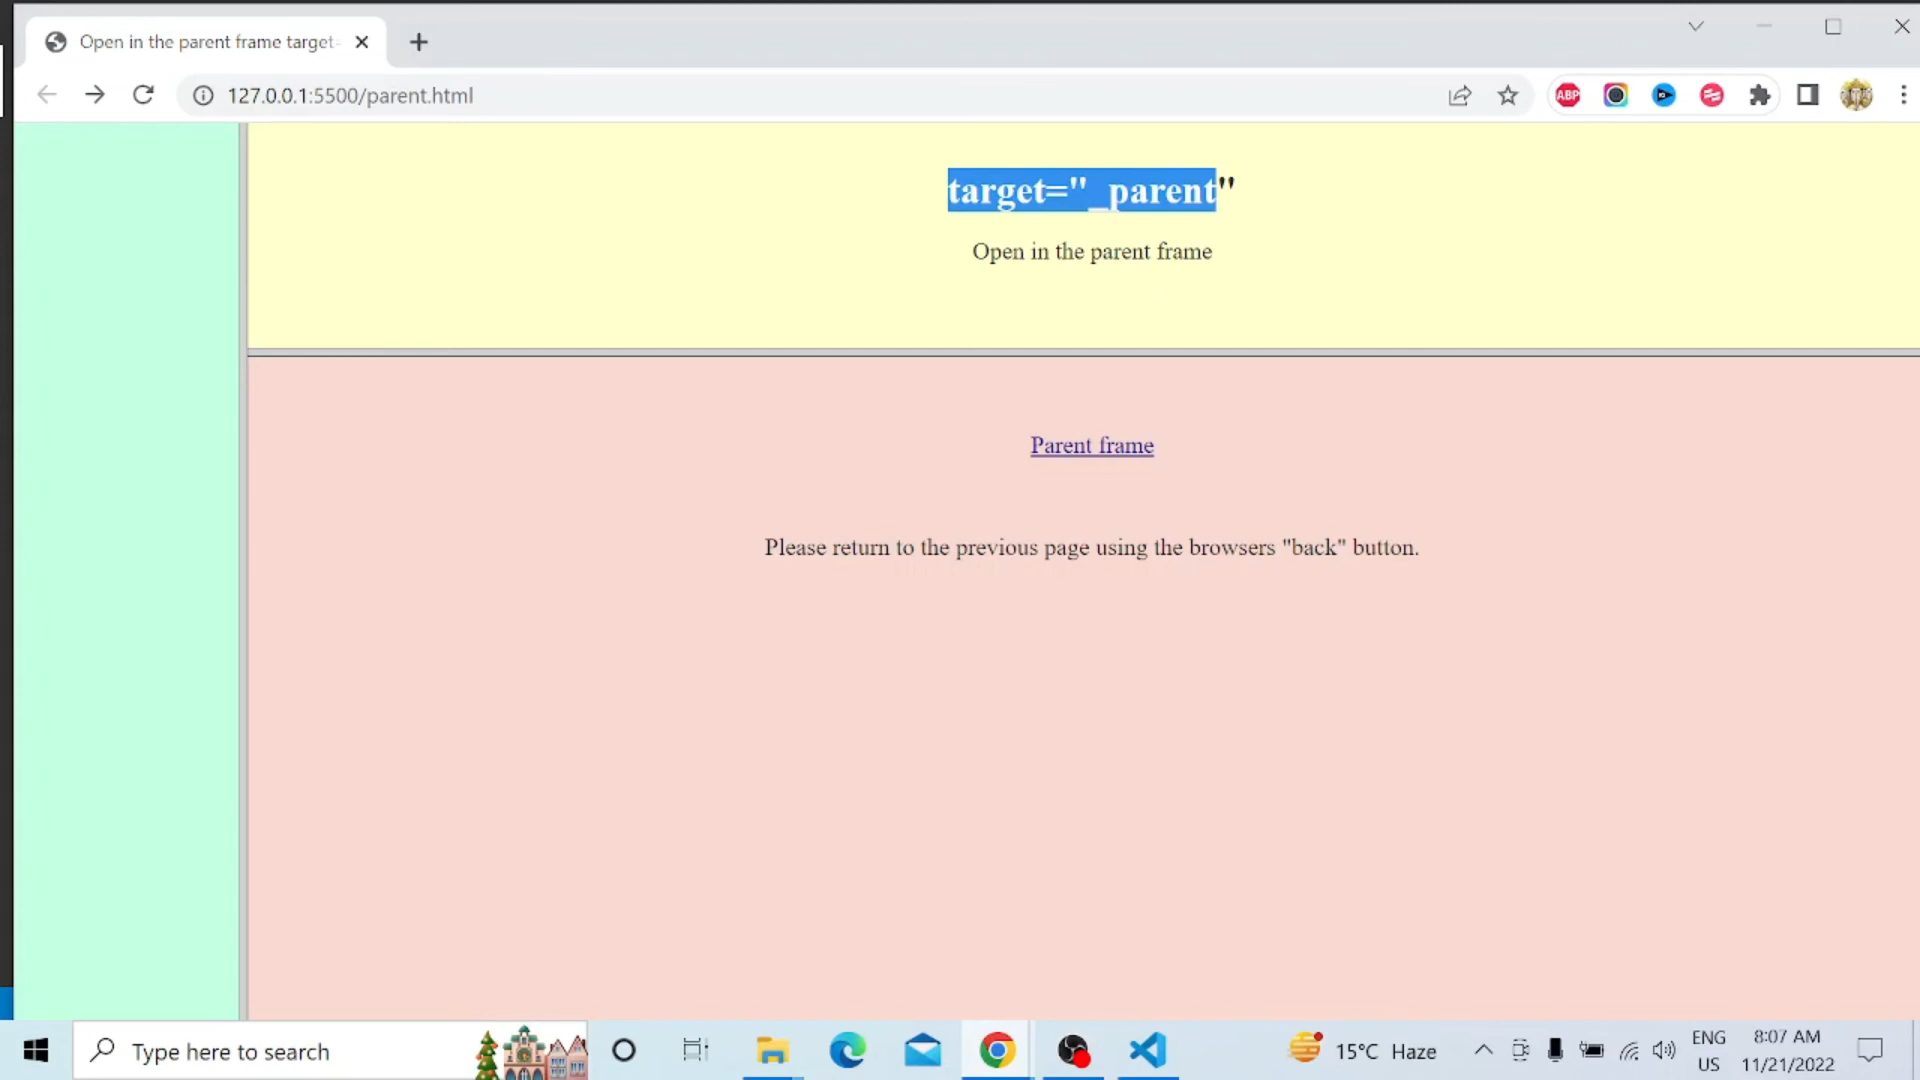 Open in the parent frame target-
127.0.0.1:5500/parent.html
ABP
target="_parent"
Open in the parent frame
Parent frame
Please return to the previous page using the browsers "back" button.
Type here to search
15°C Haze
ENG
US
8:07 AM
11/21/2022